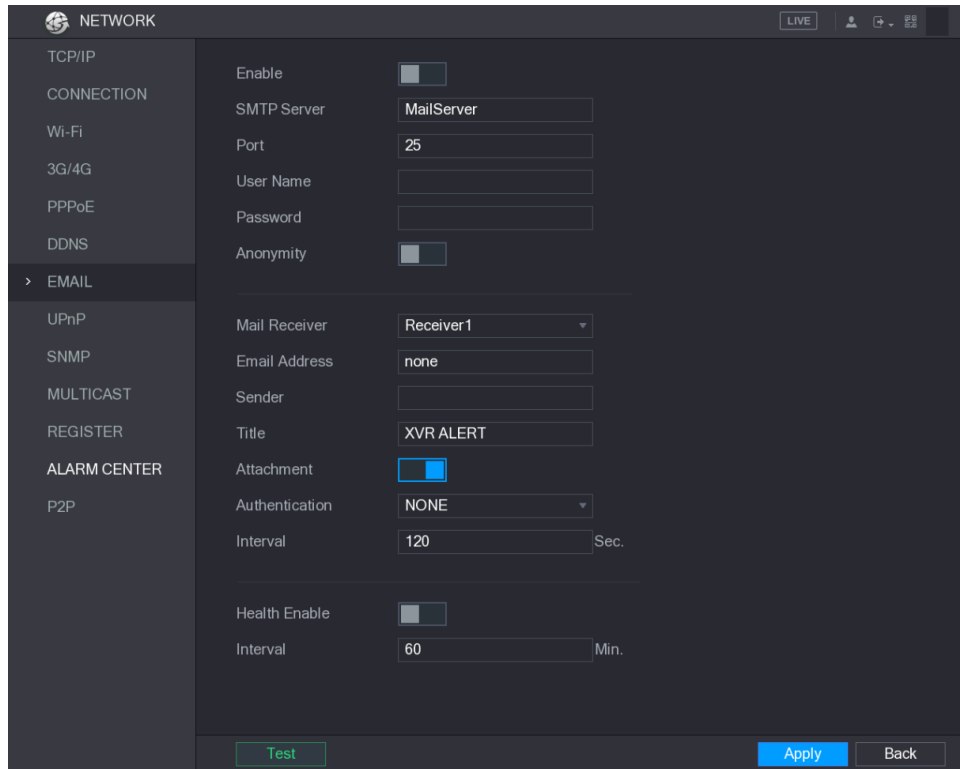 NETWORK
LIVE
TCP/IP
CONNECTION
Wi-Fi
3G/4G
PPPoE
DDNS
EMAIL
UPnP
SNMP
MULTICAST
REGISTER
ALARM CENTER
P2P
Enable
SMTP Server MailServer
Port 25
User Name
Password
Anonymity
Mail Receiver Receiver1
Email Address none
Sender
Title XVR ALERT
Attachment
Authentication NONE
Interval 120 Sec.
Health Enable
Interval 60 Min.
Test Apply Back